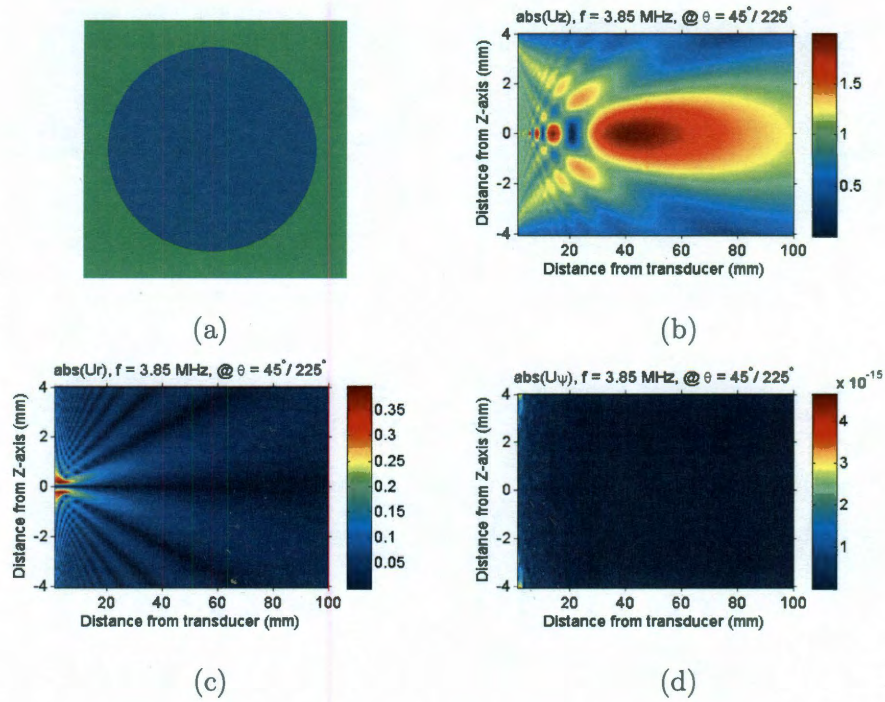 (a)
abs(Uz), f = 3.85 MHz, @ θ = 45°/ 225°
Distance from Z-axis (mm)
4
2
0
-2
-4
20 40 60 80 100
Distance from transducer (mm)
1.5
1
0.5
(b)
abs(Ur), f = 3.85 MHz, @ θ = 45°/ 225°
Distance from Z-axis (mm)
4
2
0
-2
-4
20 40 60 80 100
Distance from transducer (mm)
0.35
0.30
0.25
0.20
0.15
0.10
0.05
(c)
abs(Uψ), f = 3.85 MHz, @ θ = 45°/ 225°
x 10⁻¹⁵
Distance from Z-axis (mm)
4
2
0
-2
-4
20 40 60 80 100
Distance from transducer (mm)
4
3
2
1
(d)